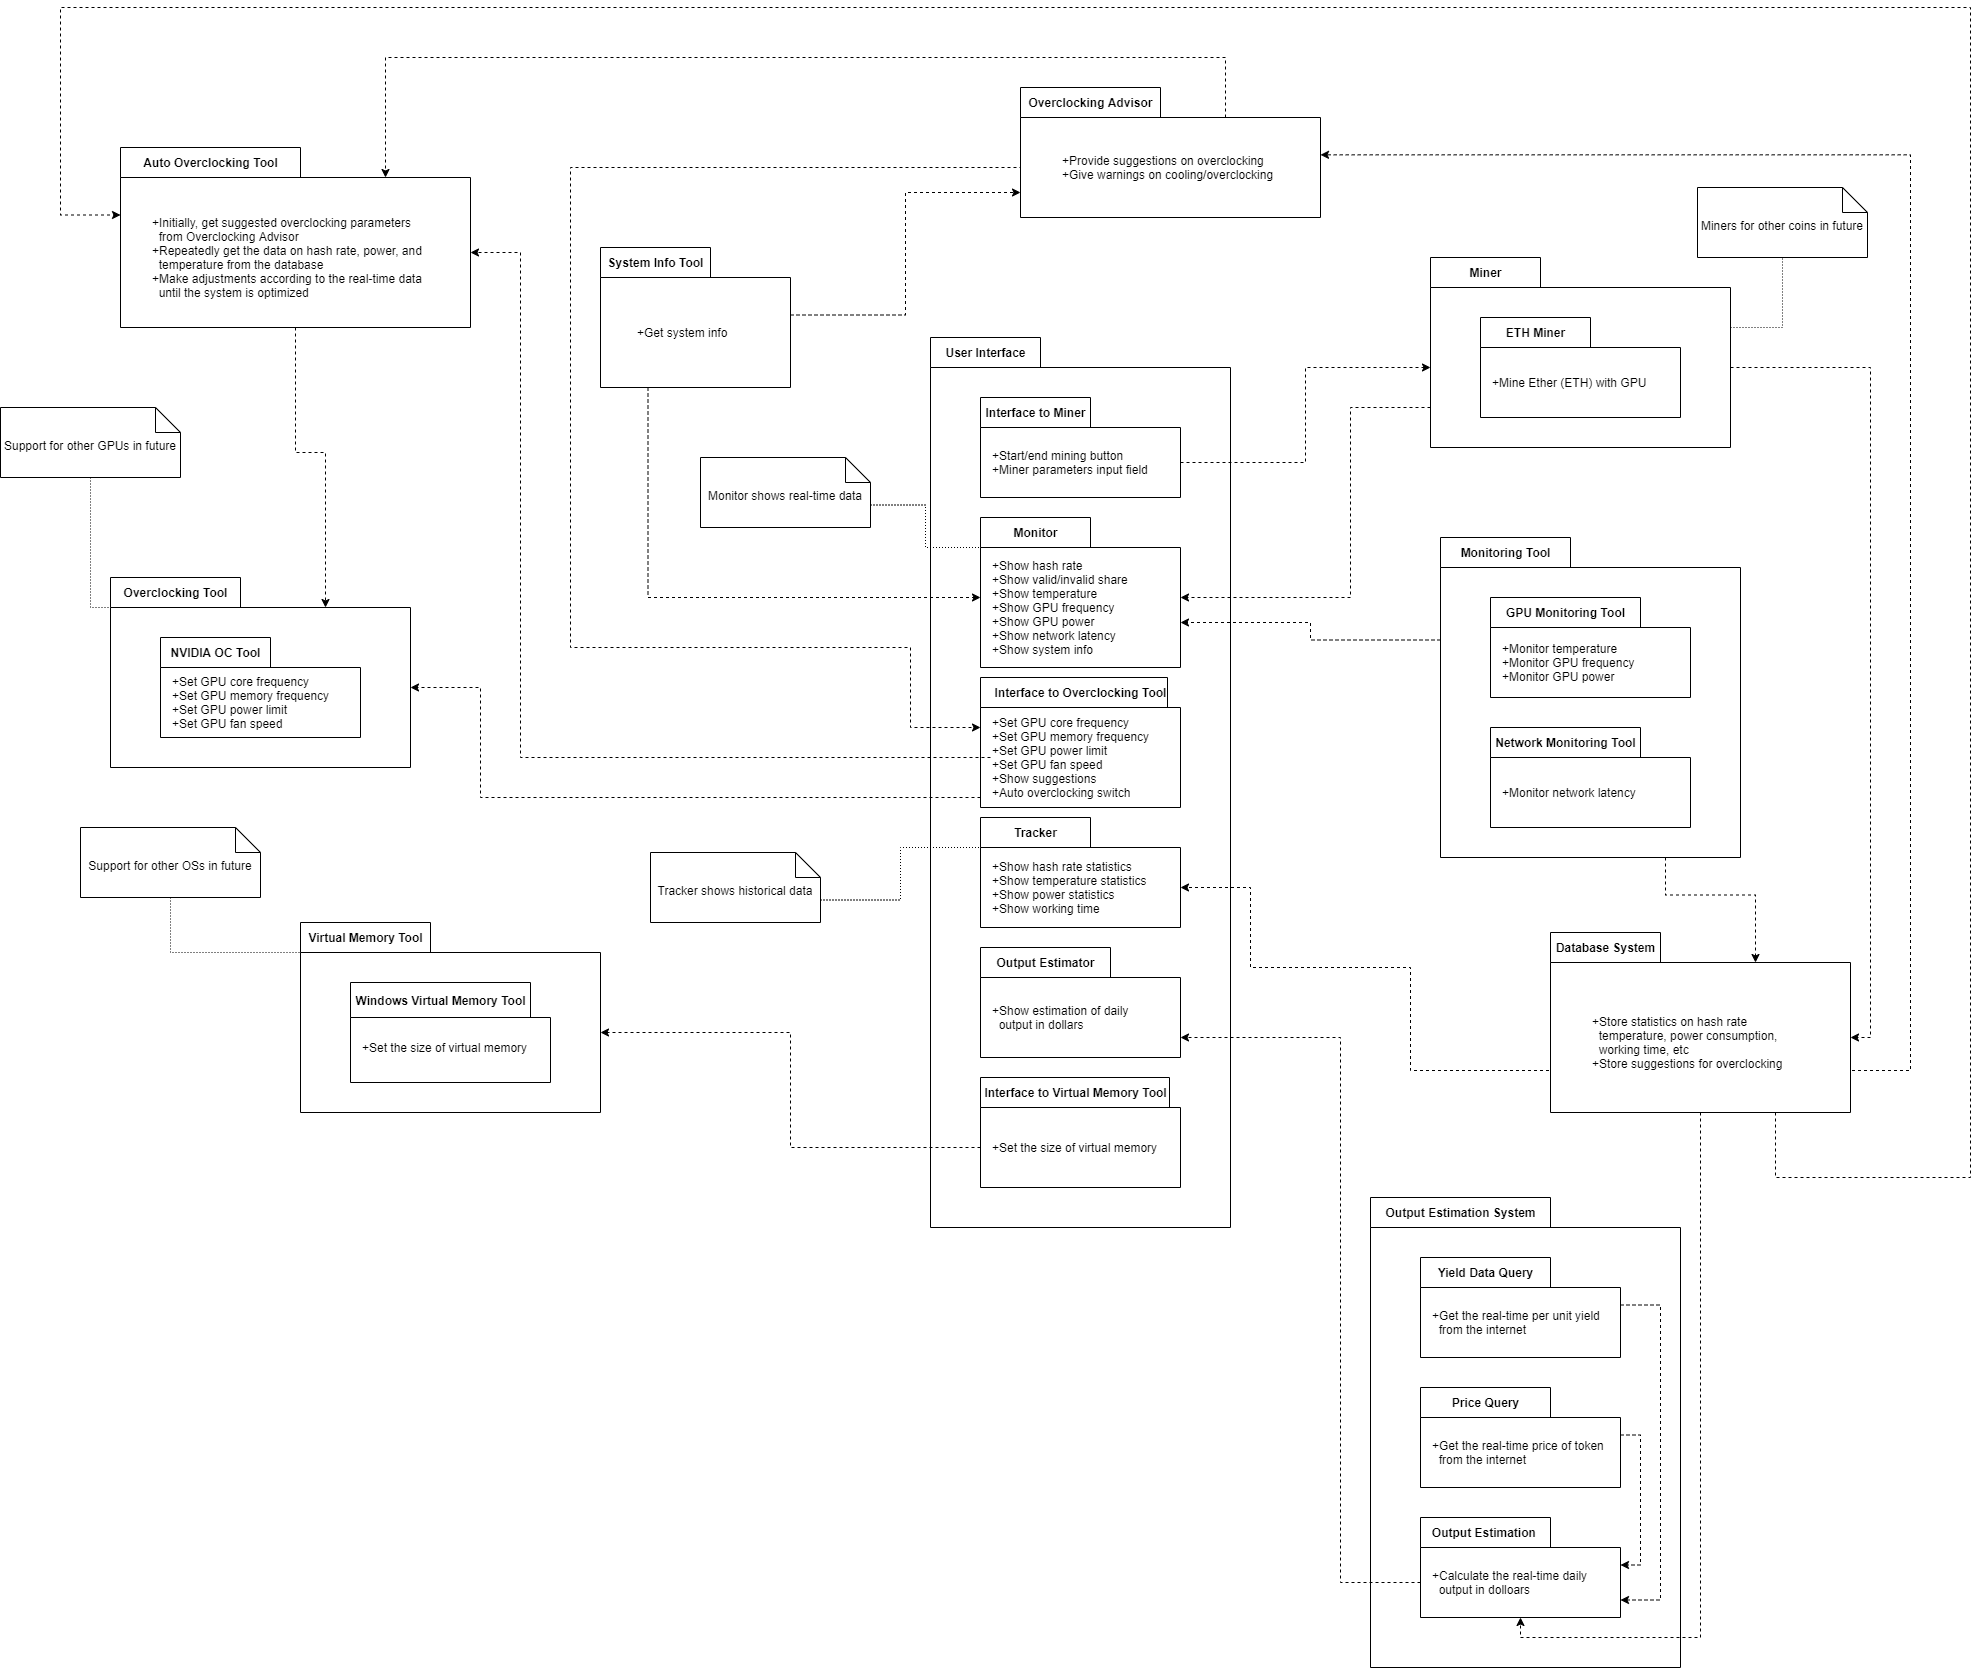 Overclocking Advisor
+Provide suggestions on overclocking
+Give warnings on cooling/overclocking
Auto Overclocking Tool
+Initially, get suggested overclocking parameters
from Overclocking Advisor
+Repeatedly get the data on hash rate, power, and
temperature from the database
+Make adjustments according to the real-time data
until the system is optimized
System Info Tool
+Get system info
Miners for other coins in future
Miner
ETH Miner
+Mine Ether (ETH) with GPU
User Interface
Interface to Miner
+Start/end mining button
+Miner parameters input field
Monitor shows real-time data
Monitor
+Show hash rate
+Show valid/invalid share
+Show temperature
+Show GPU frequency
+Show GPU power
+Show network latency
+Show system info
Interface to Overclocking Tool
+Set GPU core frequency
+Set GPU memory frequency
+Set GPU power limit
+Set GPU fan speed
+Show suggestions
+Auto overclocking switch
Tracker shows historical data
Tracker
+Show hash rate statistics
+Show temperature statistics
+Show power statistics
+Show working time
Output Estimator
+Show estimation of daily
output in dollars
Interface to Virtual Memory Tool
+Set the size of virtual memory
Support for other GPUs in future
Overclocking Tool
NVIDIA OC Tool
+Set GPU core frequency
+Set GPU memory frequency
+Set GPU power limit
+Set GPU fan speed
Support for other OSs in future
Virtual Memory Tool
Windows Virtual Memory Tool
+Set the size of virtual memory
Monitoring Tool
GPU Monitoring Tool
+Monitor temperature
+Monitor GPU frequency
+Monitor GPU power
Network Monitoring Tool
+Monitor network latency
Database System
+Store statistics on hash rate
temperature, power consumption,
working time, etc
+Store suggestions for overclocking
Output Estimation System
Yield Data Query
+Get the real-time per unit yield
from the internet
Price Query
+Get the real-time price of token
from the internet
Output Estimation
+Calculate the real-time daily
output in dolloars